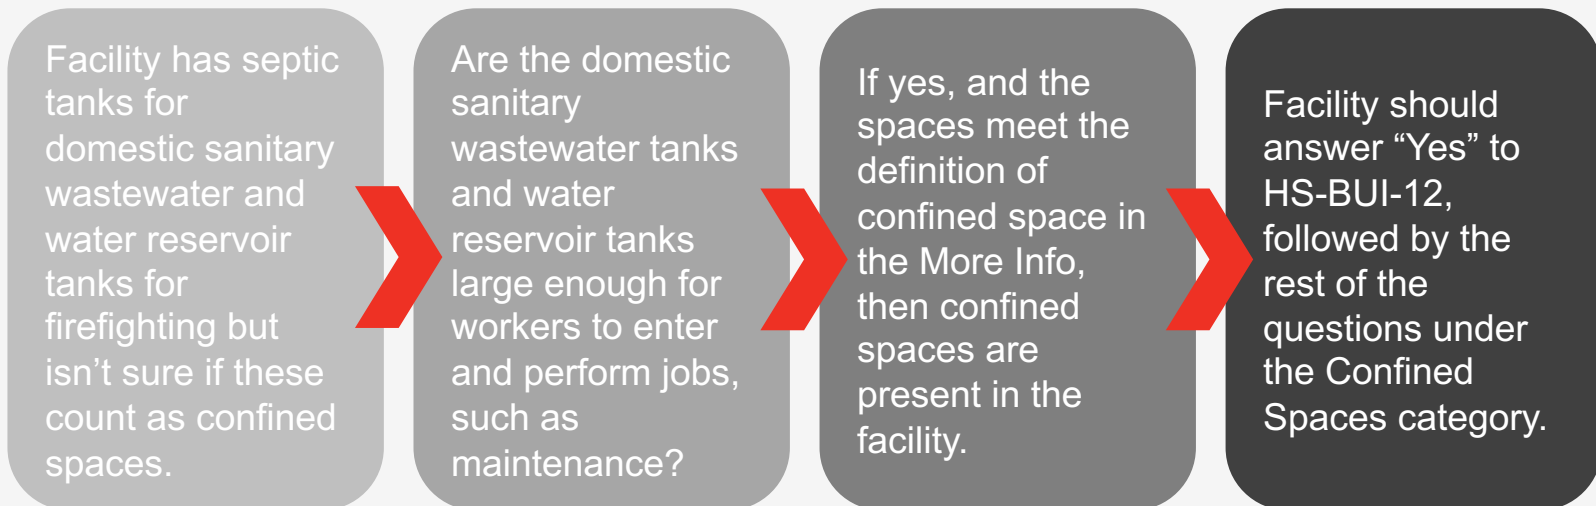 Facility has septic
tanks for
domestic sanitary
wastewater and
water reservoir
tanks for
firefighting but
isn’t sure if these
count as confined
spaces.
Are the domestic
sanitary
wastewater tanks
and water
reservoir tanks
large enough for
workers to enter
and perform jobs,
such as
maintenance?
If yes, and the
spaces meet the
definition of
confined space in
the More Info,
then confined
spaces are
present in the
facility.
Facility should
answer “Yes” to
HS-BUI-12,
followed by the
rest of the
questions under
the Confined
Spaces category.